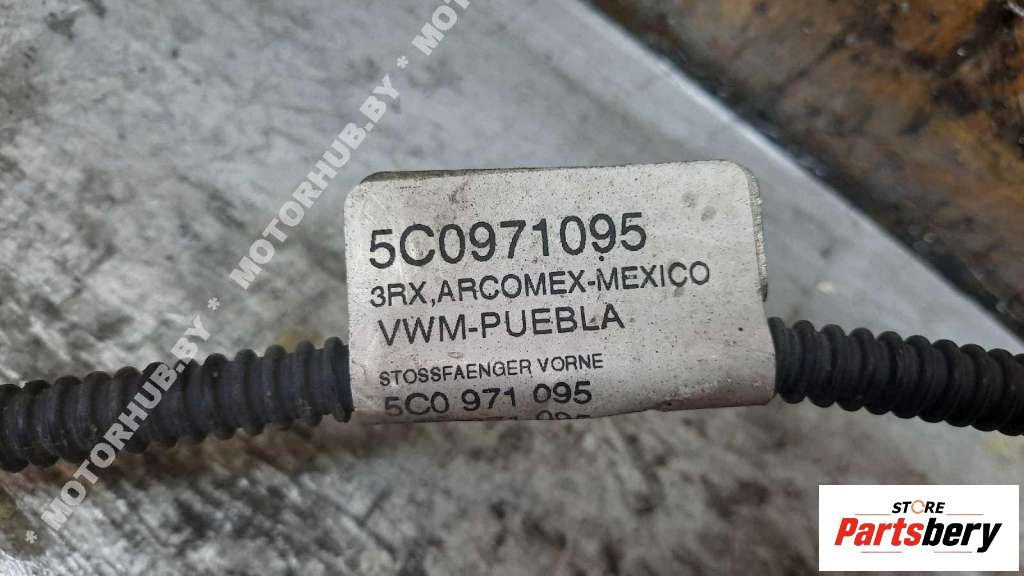 5C0971095
3RX,ARCOMEX-MEXICO
VWM-PUEBLA
STOSSFAENGER VORNE
5C0 971 095
* MOTORHUB.BY * MOTORHUB.BY * MOTORHUB.BY * MO
STORE
Partsbery